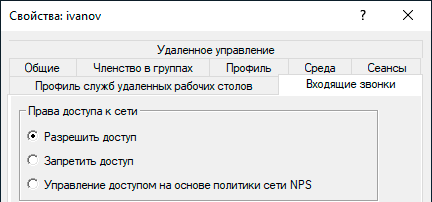 Свойства: ivanov
?
Удаленное управление
Общие
Членство в группах
Профиль
Среда
Сеансы
Профиль служб удаленных рабочих столов
Входящие звонки
Права доступа к сети
Разрешить доступ
Запретить доступ
Управление доступом на основе политики сети NPS